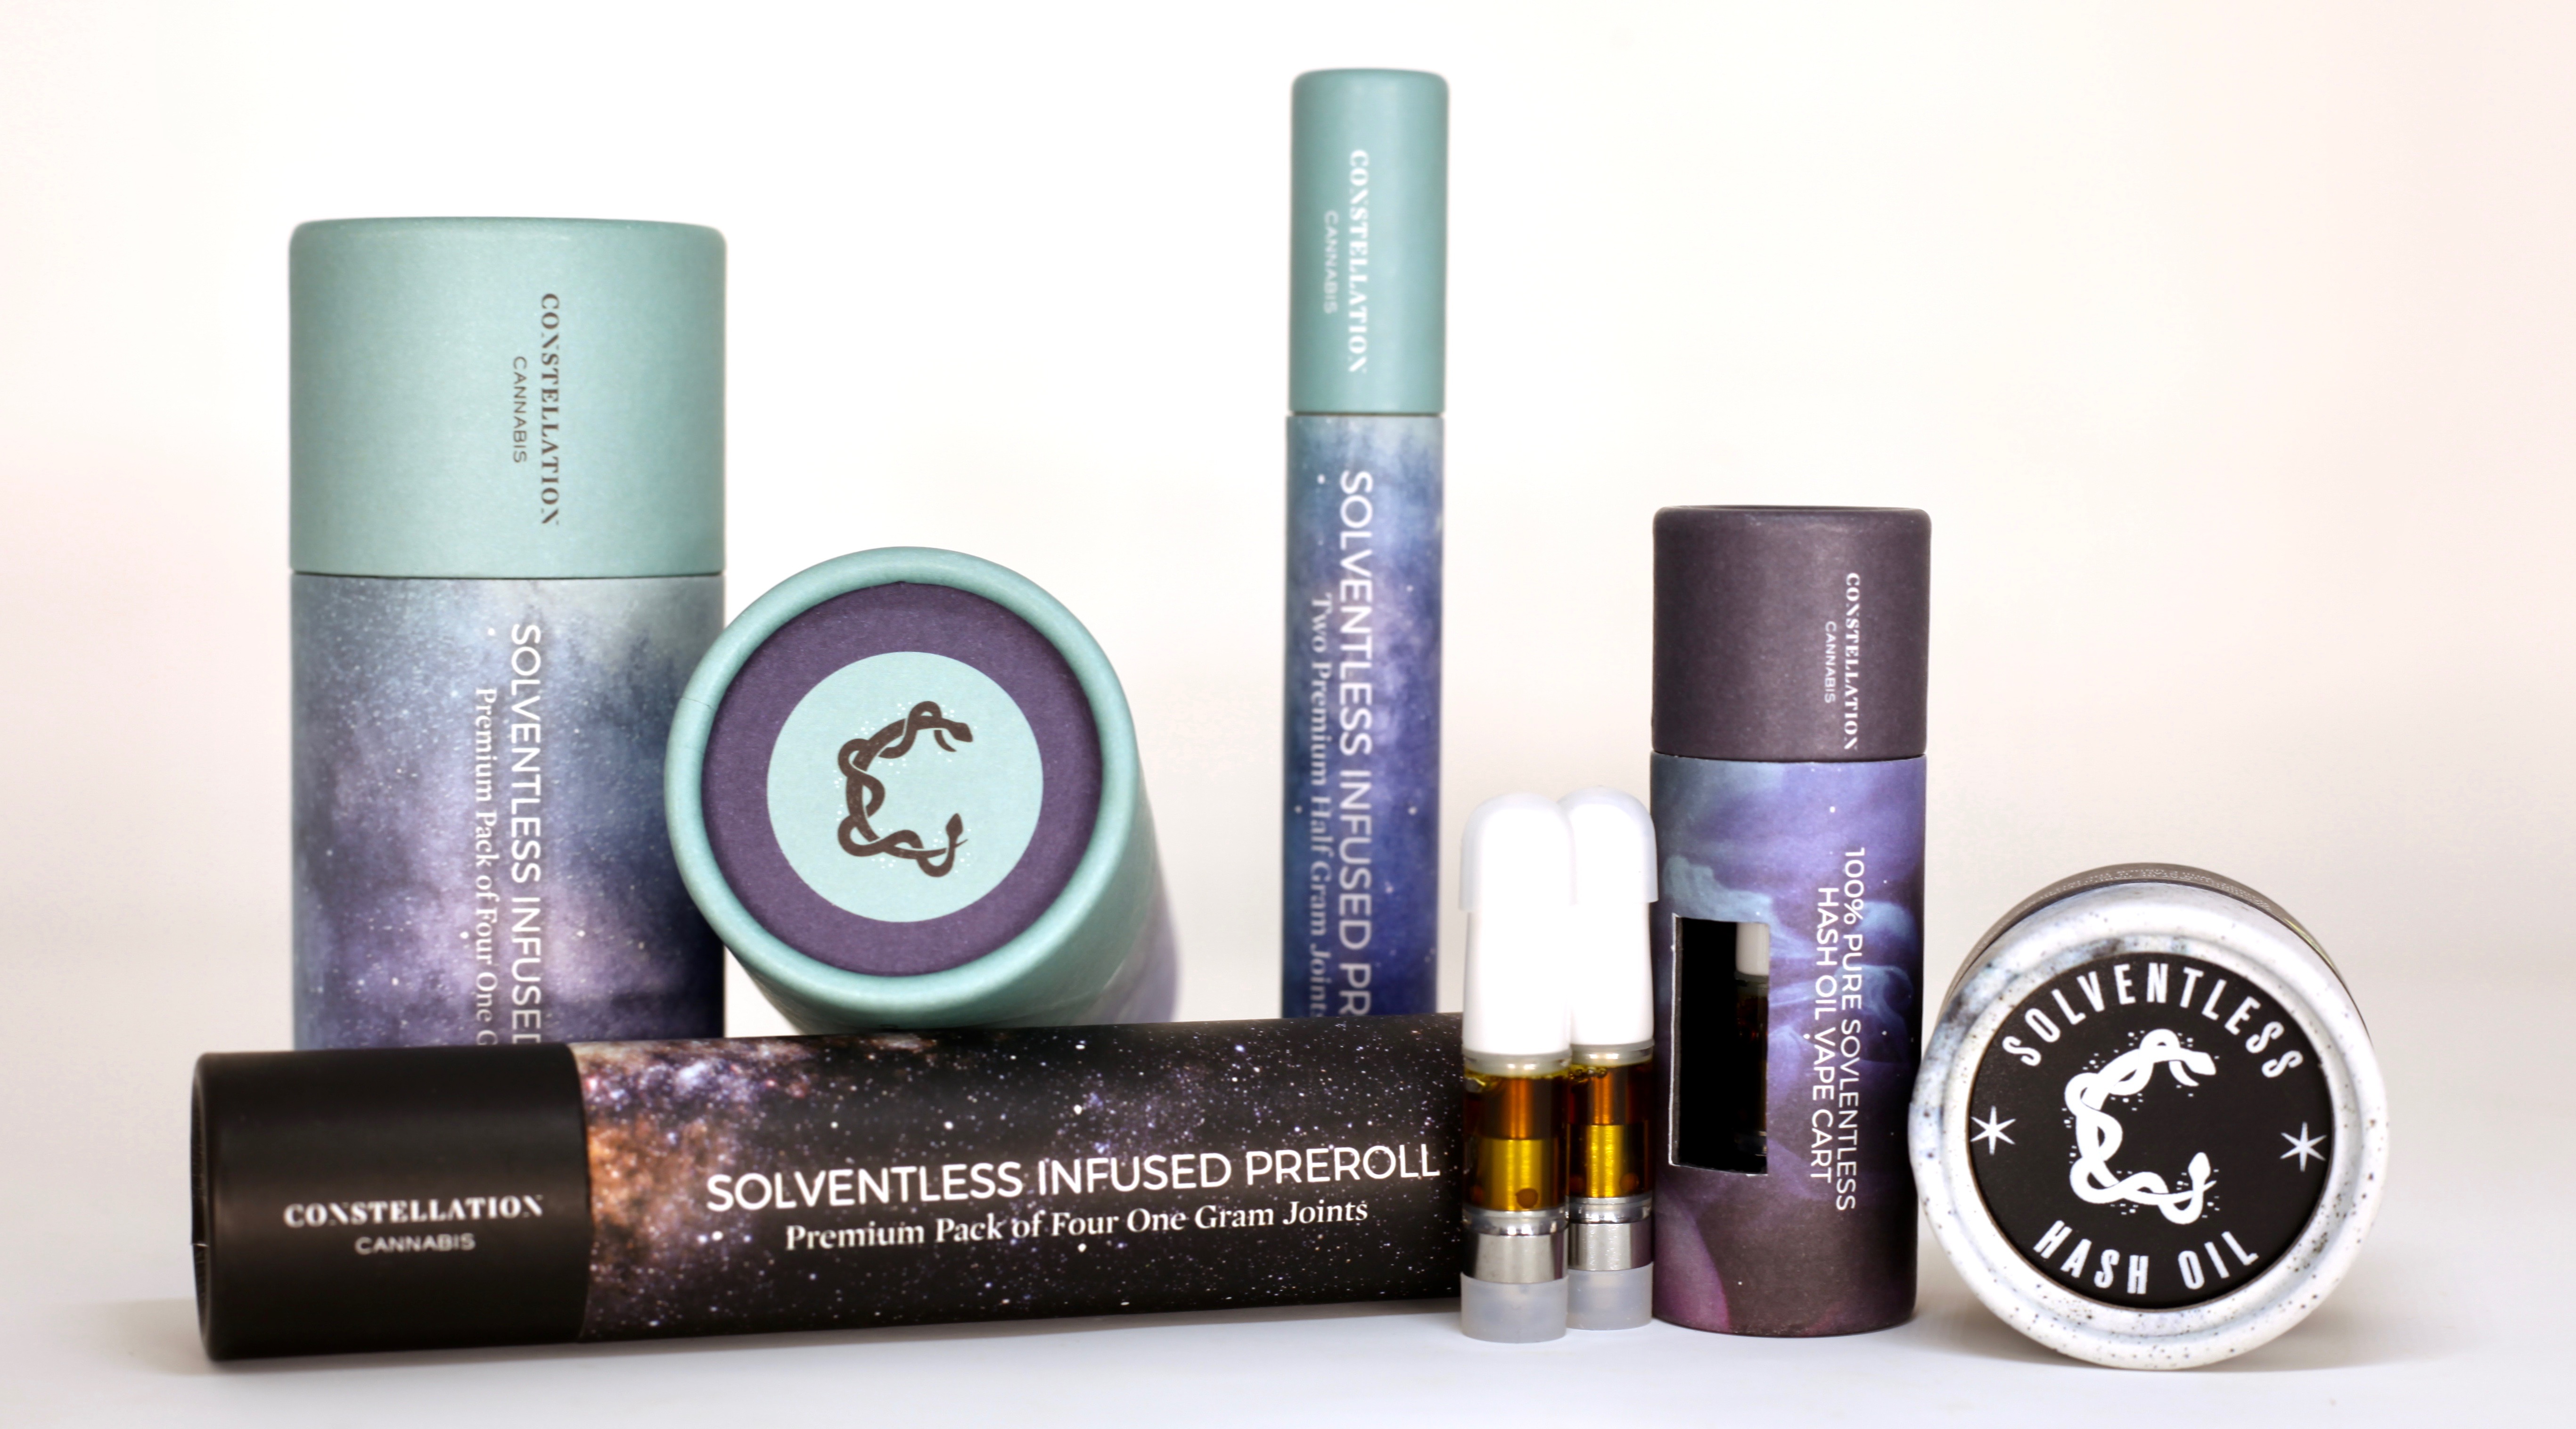 CONSTELLATION
CANNABIS
SOLVENTLESS INFUSED
Premium Pack of Four One G
CONSTELLATION
CANNABIS
SOLVENTLESS INFUSED PR
Two Premium Half Gram Joints
CONSTELLATION
CANNABIS
100% PURE SOVLENTLESS
HASH OIL VAPE CART
CONSTELLATION
CANNABIS
SOLVENTLESS INFUSED PREROLL
Premium Pack of Four One Gram Joints
SOLVENTLESS
HASH OIL